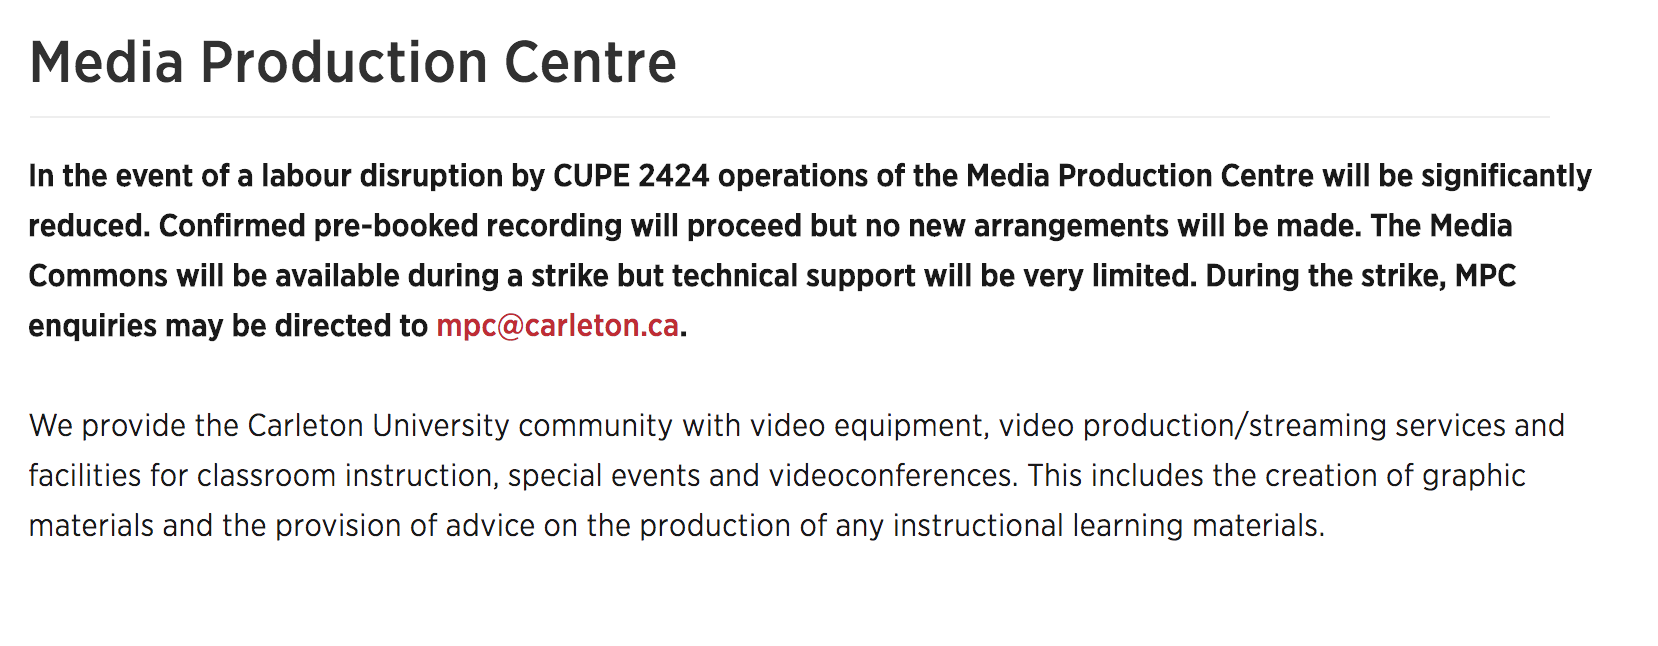 Media Production Centre
In the event of a labour disruption by CUPE 2424 operations of the Media Production Centre will be significantly
reduced. Confirmed pre-booked recording will proceed but no new arrangements will be made. The Media
Commons will be available during a strike but technical support will be very limited. During the strike, MPC
enquiries may be directed to mpc@carleton.ca.
We provide the Carleton University community with video equipment, video production/streaming services and
facilities for classroom instruction, special events and videoconferences. This includes the creation of graphic
materials and the provision of advice on the production of any instructional learning materials.